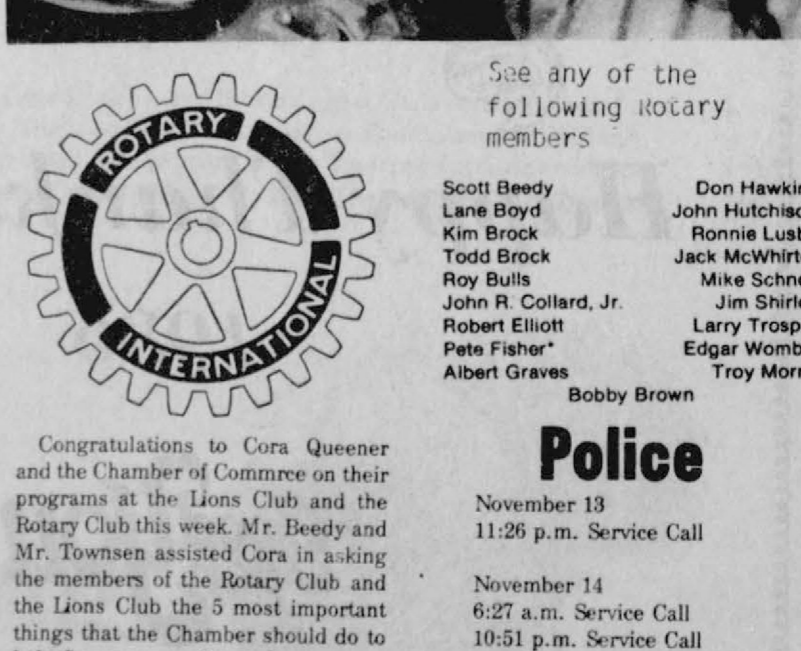 ROTARY
INTERNATIONAL
See any of the
following Rotary
members
Scott Beedy
Lane Boyd
Kim Brock
Todd Brock
Roy Bulls
John R. Collard, Jr.
Robert Elliott
Pete Fisher*
Albert Graves
Don Hawkin
John Hutchiso
Ronnie Lusb
Jack McWhirt
Mike Schne
Jim Shirl
Larry Trosp
Edgar Womb
Troy Morr
Bobby Brown
Congratulations to Cora Queener
and the Chamber of Commrce on their
programs at the Lions Club and the
Rotary Club this week. Mr. Beedy and
Mr. Townsen assisted Cora in asking
the members of the Rotary Club and
the Lions Club the 5 most important
things that the Chamber should do to
Police
November 13
11:26 p.m. Service Call
November 14
6:27 a.m. Service Call
10:51 p.m. Service Call